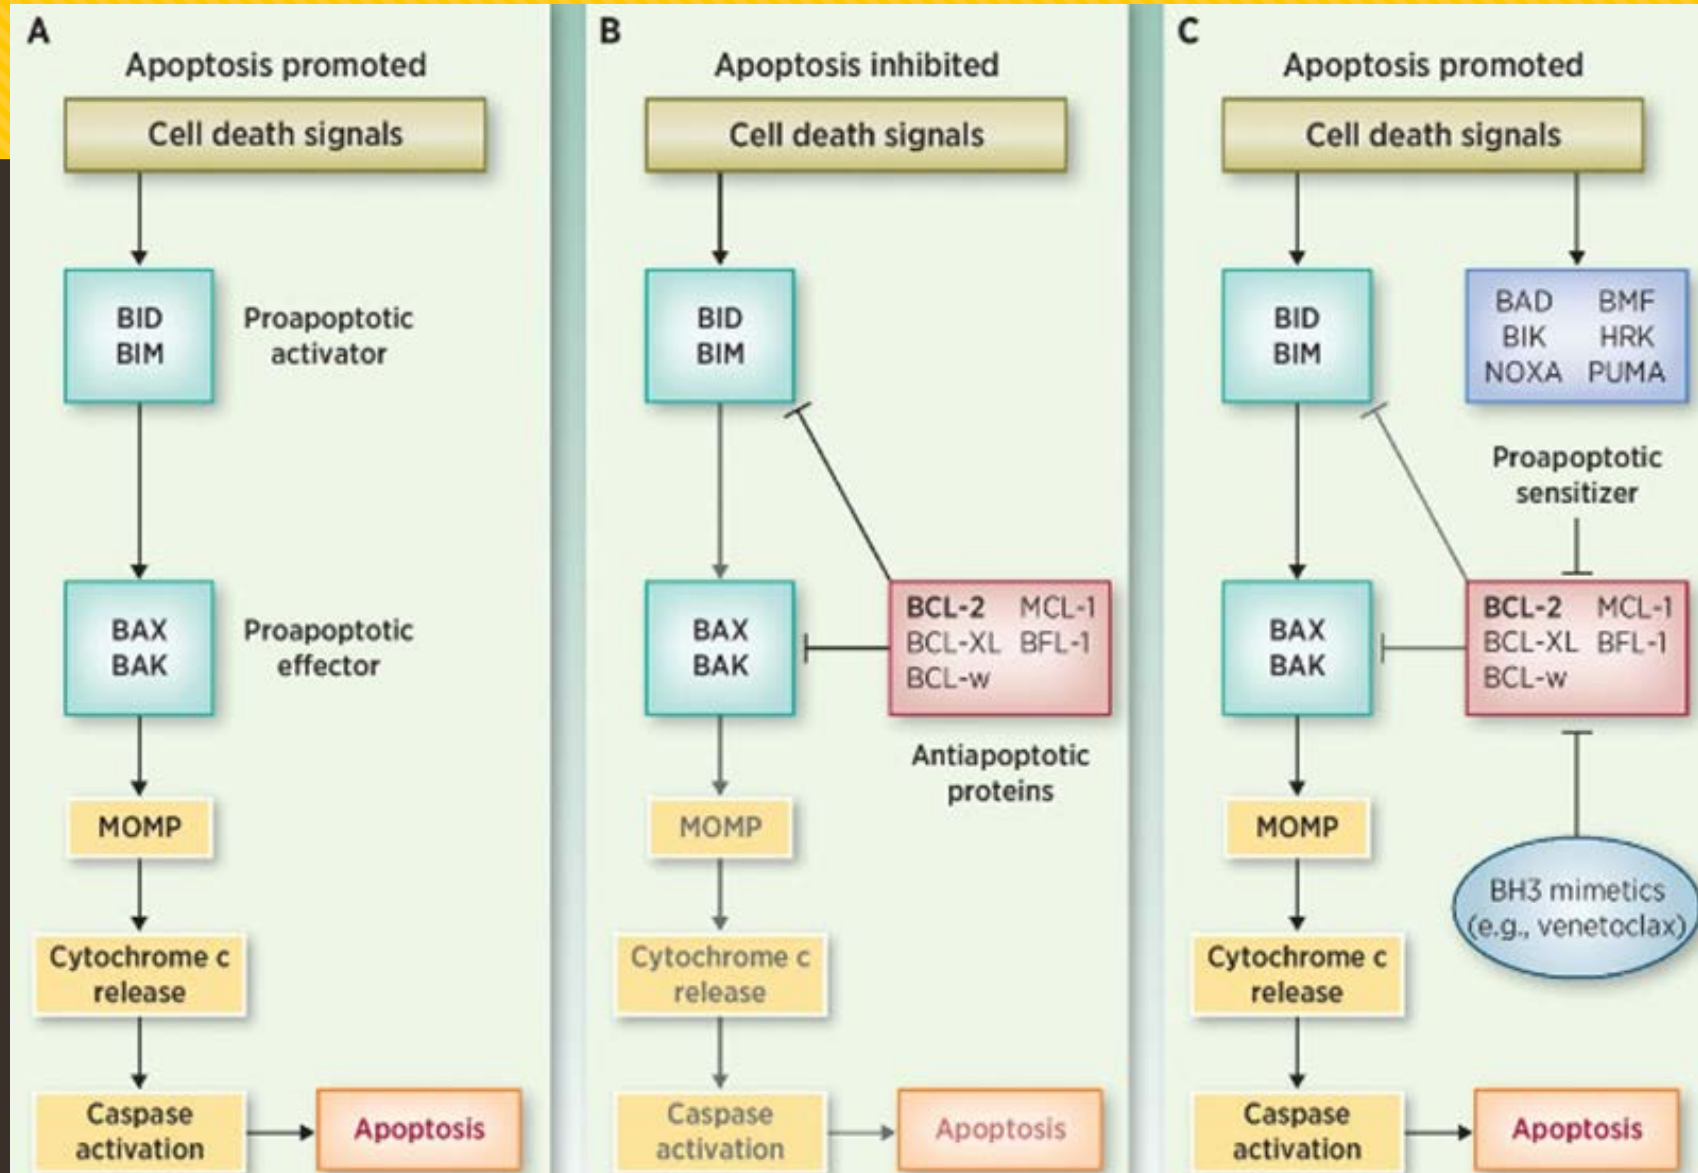 A
Apoptosis promoted
Cell death signals
BID
BIM
Proapoptotic
activator
BAX
BAK
Proapoptotic
effector
MOMP
Cytochrome c
release
Caspase
activation
Apoptosis
B
Apoptosis inhibited
Cell death signals
BID
BIM
BAX
BAK
BCL-2 MCL-1
BCL-XL BFL-1
BCL-w
Antiapoptotic
proteins
MOMP
Cytochrome c
release
Caspase
activation
Apoptosis
C
Apoptosis promoted
Cell death signals
BID
BIM
BAD BMF
BIK HRK
NOXA PUMA
Proapoptotic
sensitizer
BAX
BAK
BCL-2 MCL-1
BCL-XL BFL-1
BCL-w
MOMP
BH3 mimetics
(e.g., venetoclax)
Cytochrome c
release
Caspase
activation
Apoptosis